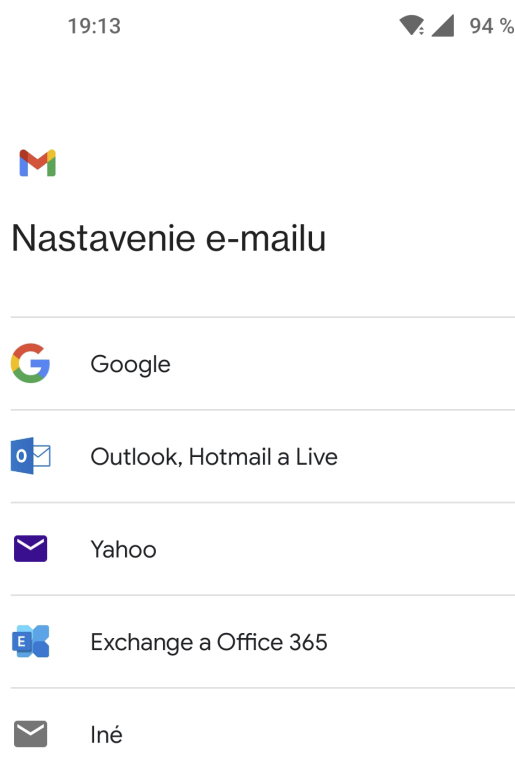 19:13 94 %
Nastavenie e-mailu
Google
Outlook, Hotmail a Live
Yahoo
Exchange a Office 365
Iné